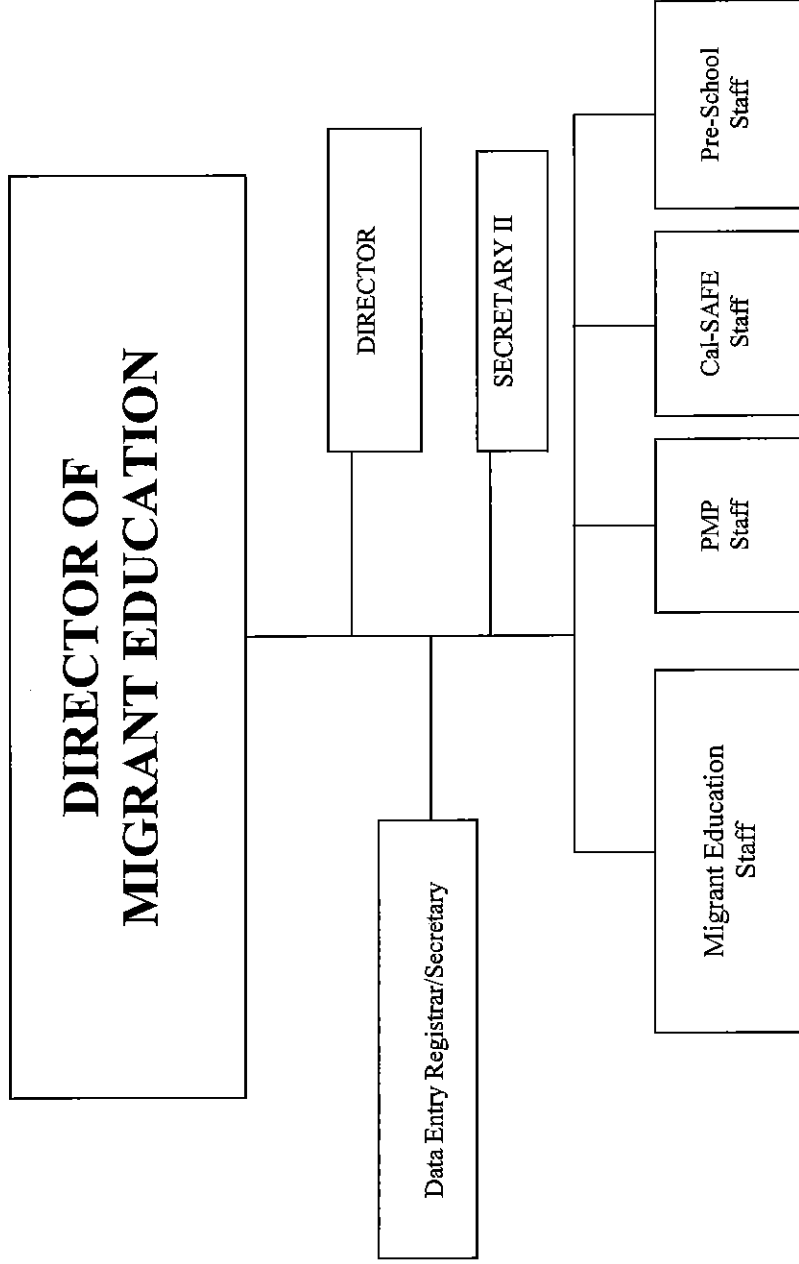 DIRECTOR OF
MIGRANT EDUCATION
DIRECTOR
Data Entry Registrar/Secretary
SECRETARY II
Migrant Education
Staff
PMP
Staff
Cal-SAFE
Staff
Pre-School
Staff